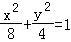 x²/8 + y²/4 = 1